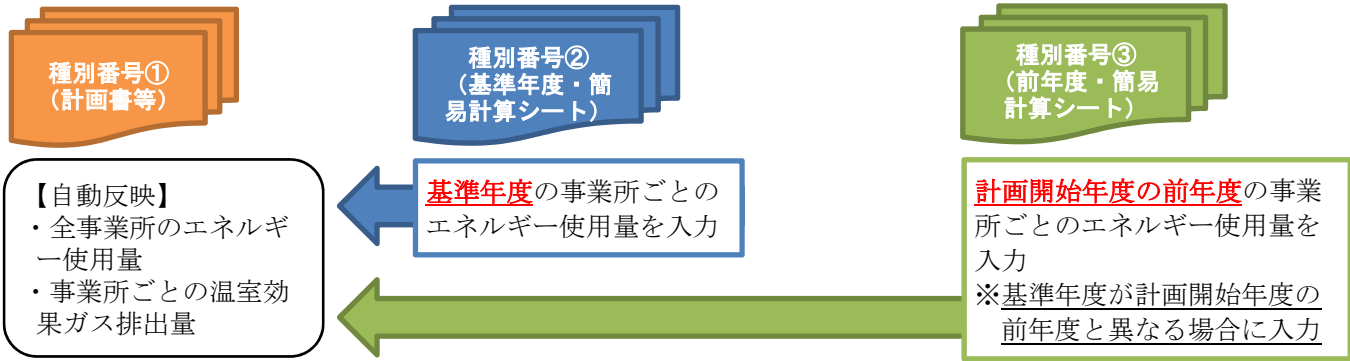 種別番号①
（計画書等）
種別番号②
（基準年度・簡
易計算シート）
種別番号③
（前年度・簡易
計算シート）
【自動反映】
・全事業所のエネルギ
ー使用量
・事業所ごとの温室効
果ガス排出量
基準年度の事業所ごとの
エネルギー使用量を入力
計画開始年度の前年度の事業
所ごとのエネルギー使用量を
入力
※基準年度が計画開始年度の
前年度と異なる場合に入力